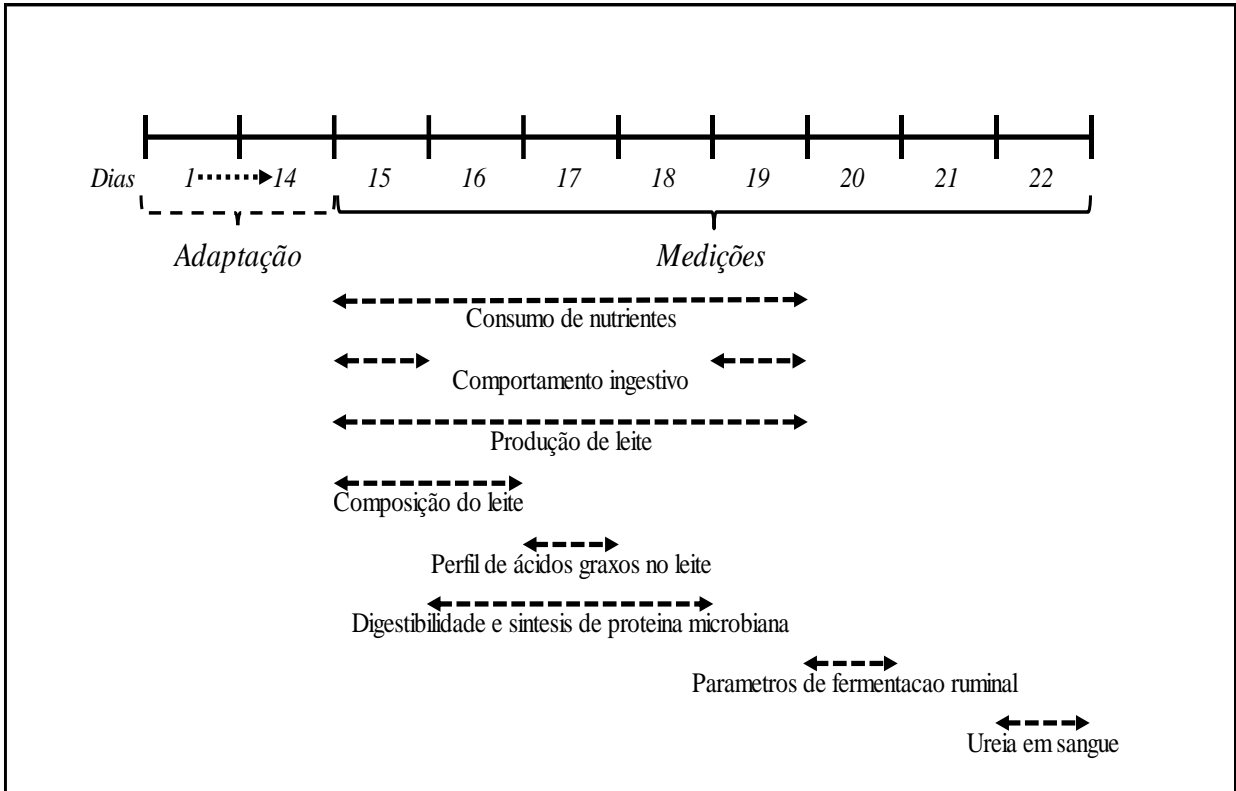 Dias 1 14 15 16 17 18 19 20 21 22
Adaptação Medições
Consumo de nutrientes
Comportamento ingestivo
Produção de leite
Composição do leite
Perfil de ácidos graxos no leite
Digestibilidade e sintesis de proteina microbiana
Parametros de fermentacao ruminal
Ureia em sangue